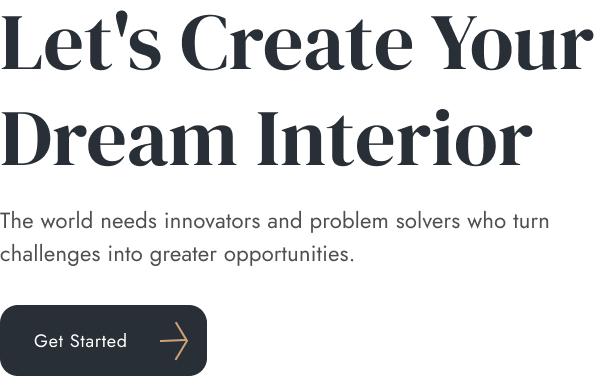 Let's Create Your
Dream Interior
The world needs innovators and problem solvers who turn
challenges into greater opportunities.
Get Started